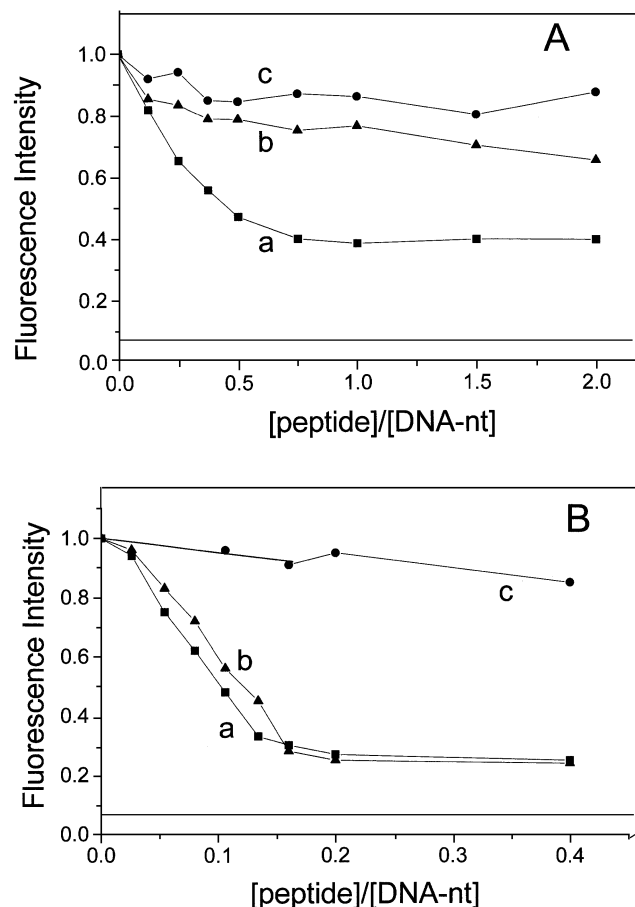 A
Fluorescence Intensity
1.0
0.8
0.6
0.4
0.2
0.0
c
b
a
0.0 0.5 1.0 1.5 2.0
[peptide]/[DNA-nt]
B
Fluorescence Intensity
1.0
0.8
0.6
0.4
0.2
0.0
c
b
a
0.0 0.1 0.2 0.3 0.4
[peptide]/[DNA-nt]